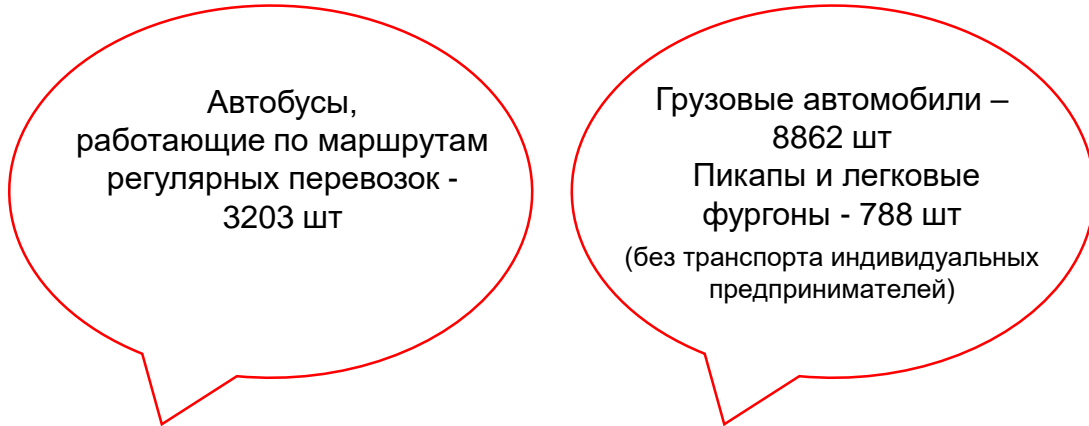 Автобусы,
работающие по маршрутам
регулярных перевозок -
3203 шт
Грузовые автомобили –
8862 шт
Пикапы и легковые
фургоны - 788 шт
(без транспорта индивидуальных
предпринимателей)